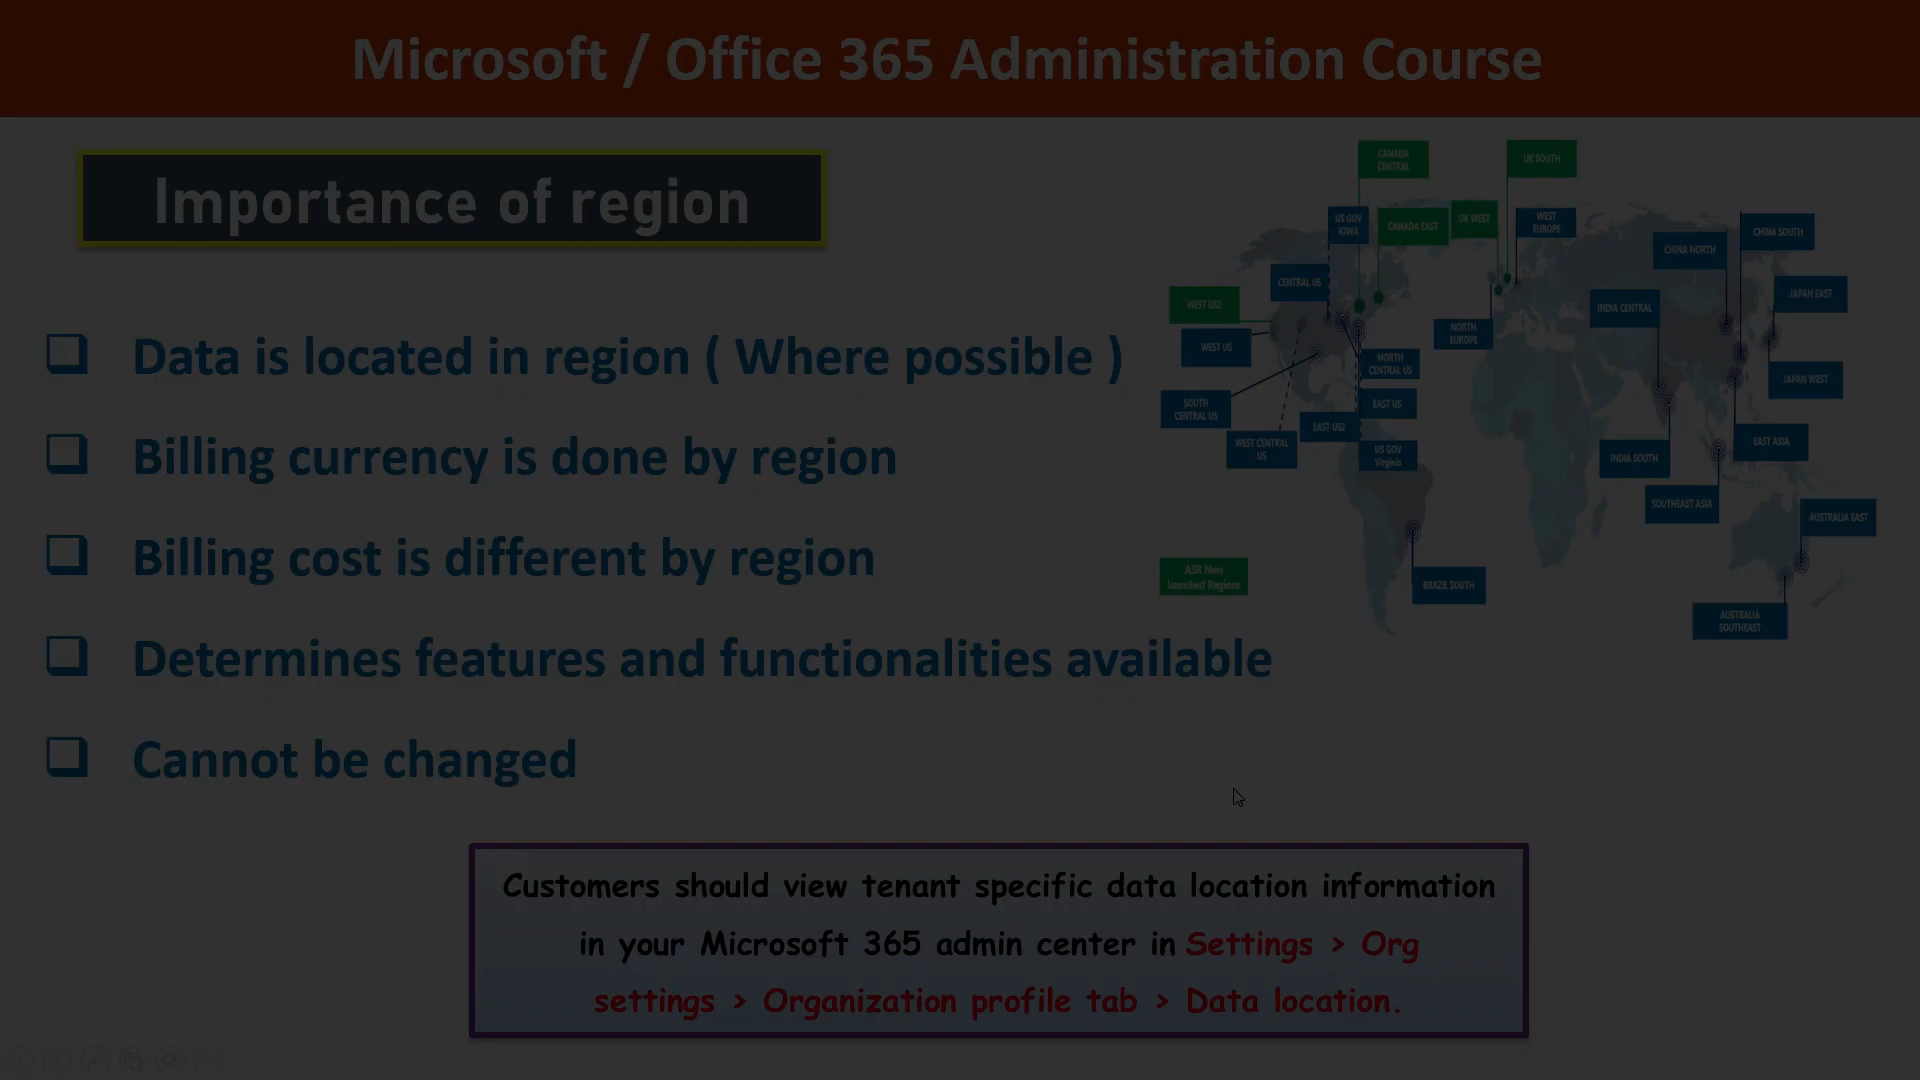 Microsoft / Office 365 Administration Course
Importance of region
Data is located in region ( Where possible )
Billing currency is done by region
Billing cost is different by region
Determines features and functionalities available
Cannot be changed
CANADA
CENTRAL
UK SOUTH
US GOV
IOWA
CANADA EAST
UK WEST
WEST
EUROPE
CHINA SOUTH
CHINA NORTH
CENTRAL US
JAPAN EAST
WEST US2
INDIA CENTRAL
WEST US
NORTH
EUROPE
NORTH
CENTRAL US
JAPAN WEST
SOUTH
CENTRAL US
EAST US
EAST US2
WEST CENTRAL
US
US GOV
Virginia
EAST ASIA
INDIA SOUTH
SOUTHEAST ASIA
AUSTRALIA EAST
ASR New
launched Regions
BRAZIL SOUTH
AUSTRALIA
SOUTHEAST
Customers should view tenant specific data location information
in your Microsoft 365 admin center in Settings > Org
settings > Organization profile tab > Data location.